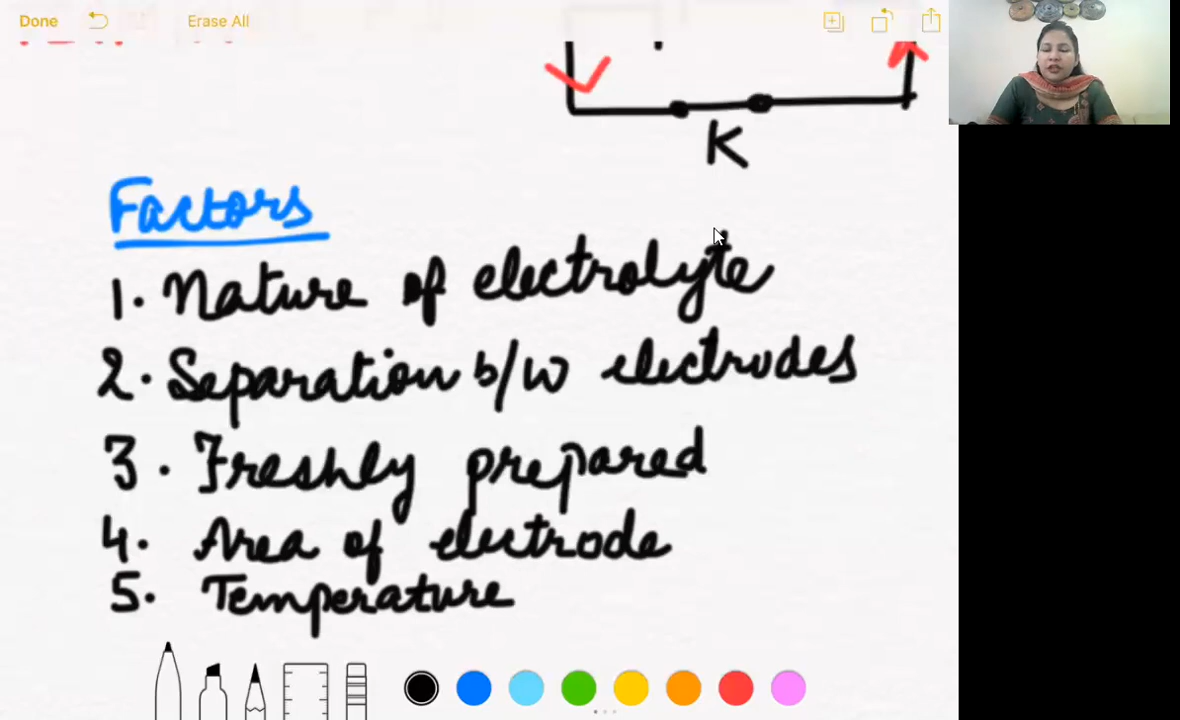 Done Erase All
K
Factors
1. Nature of electrolyte
2. Separation b/w electrodes
3. Freshly prepared
4. Area of electrode
5. Temperature